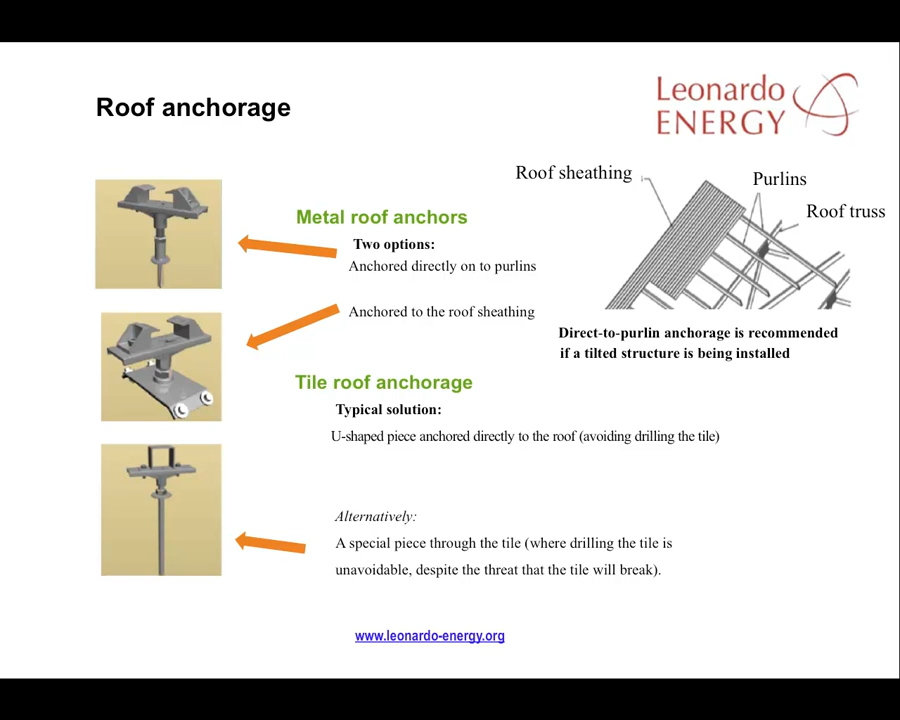 Roof anchorage
Leonardo
ENERGY
Roof sheathing
Purlins
Roof truss
Metal roof anchors
Two options:
Anchored directly on to purlins
Anchored to the roof sheathing
Direct-to-purlin anchorage is recommended
if a tilted structure is being installed
Tile roof anchorage
Typical solution:
U-shaped piece anchored directly to the roof (avoiding drilling the tile)
Alternatively:
A special piece through the tile (where drilling the tile is
unavoidable, despite the threat that the tile will break).
www.leonardo-energy.org